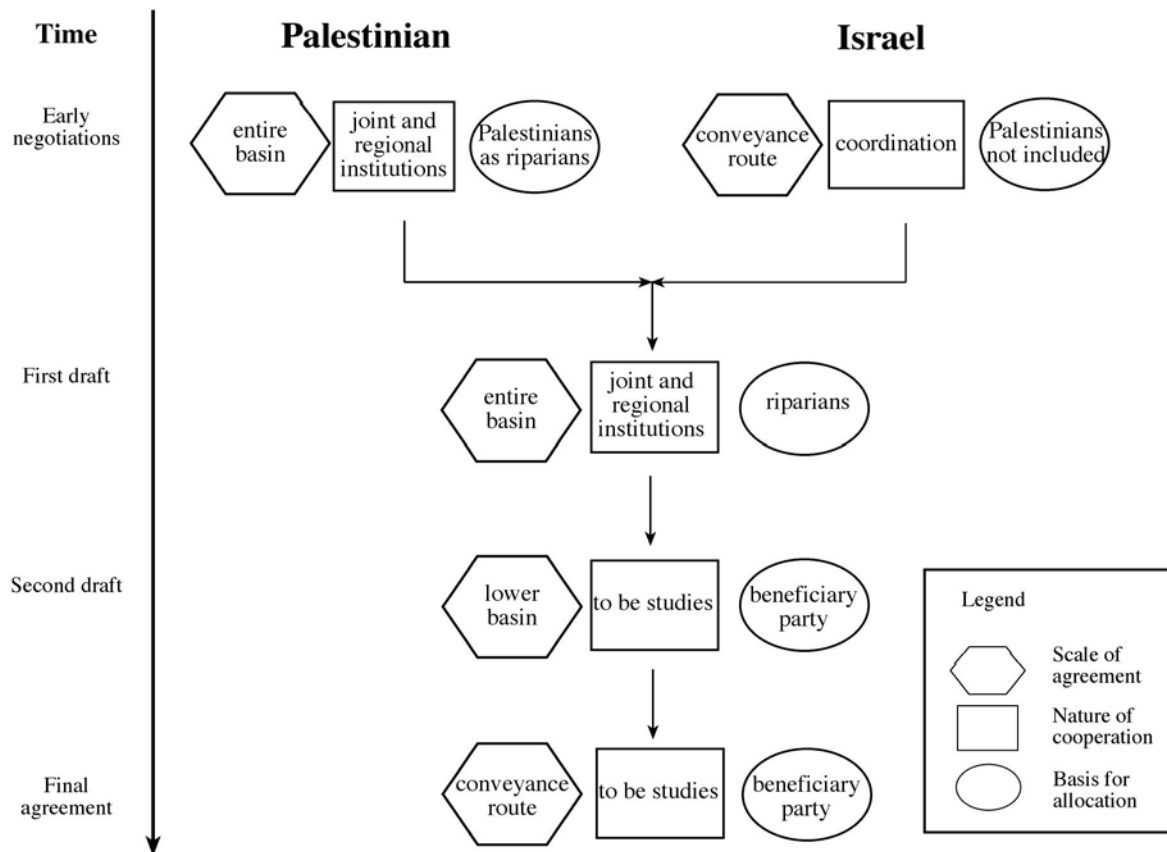 Time
Palestinian
Israel
Early
negotiations
entire
basin
joint and
regional
institutions
Palestinians
as riparians
conveyance
route
coordination
Palestinians
not included
First draft
entire
basin
joint and
regional
institutions
riparians
Second draft
lower
basin
to be studies
beneficiary
party
Final
agreement
conveyance
route
to be studies
beneficiary
party
Legend
Scale of
agreement
Nature of
cooperation
Basis for
allocation